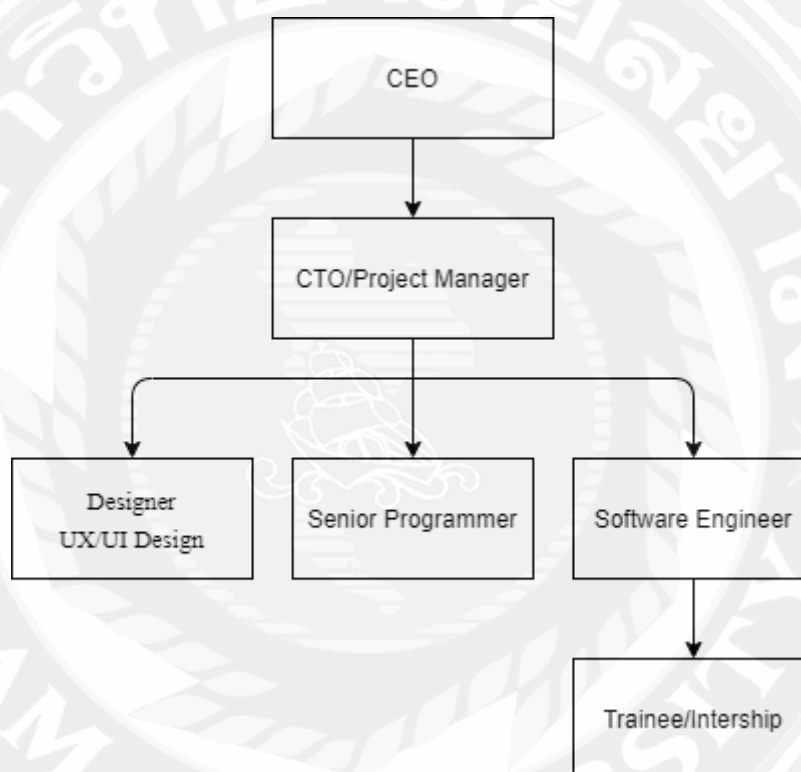 CEO
CTO/Project Manager
Designer
UX/UI Design
Senior Programmer
Software Engineer
Trainee/Intership